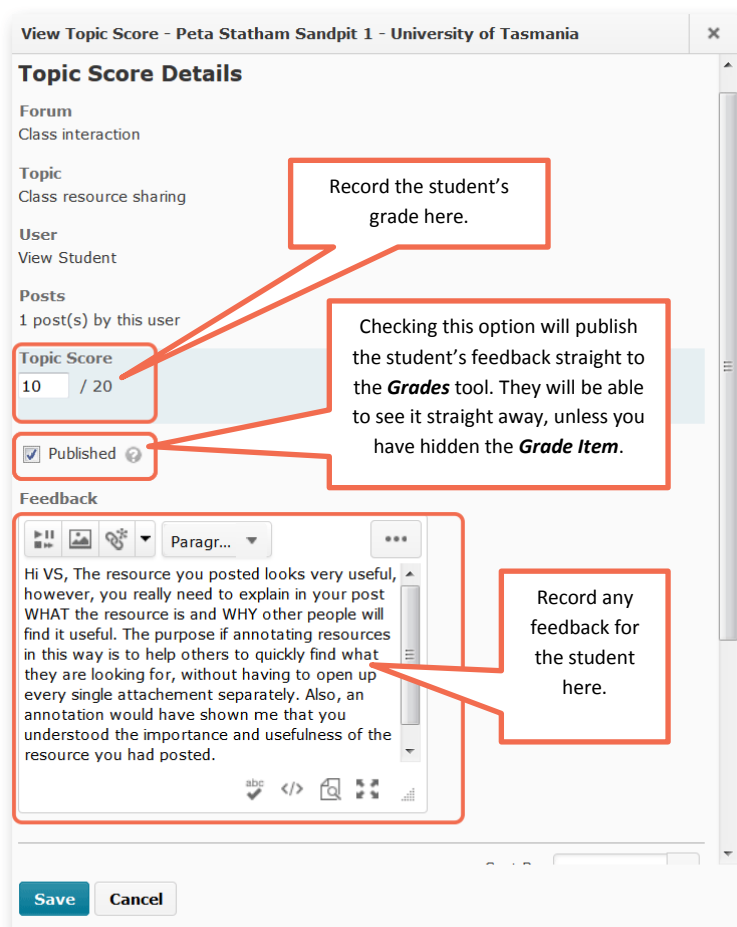 View Topic Score - Peta Statham Sandpit 1 - University of Tasmania
Topic Score Details
Forum
Class interaction
Topic
Class resource sharing
User
View Student
Posts
1 post(s) by this user
Topic Score
10 / 20
Published
Feedback
Paragr...
Hi VS, The resource you posted looks very useful,
however, you really need to explain in your post
WHAT the resource is and WHY other people will
find it useful. The purpose if annotating resources
in this way is to help others to quickly find what
they are looking for, without having to open up
every single attachement separately. Also, an
annotation would have shown me that you
understood the importance and usefulness of the
resource you had posted.
abc
Save
Cancel
Record the student’s
grade here.
Checking this option will publish
the student’s feedback straight to
the Grades tool. They will be able
to see it straight away, unless you
have hidden the Grade Item.
Record any
feedback for
the student
here.